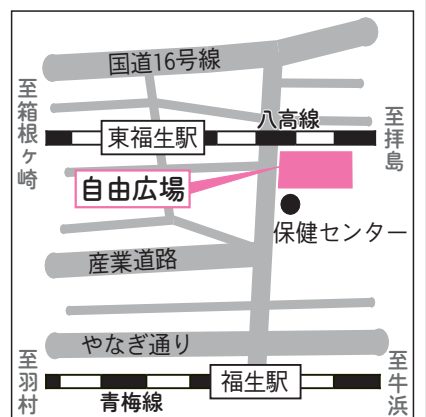 国道16号線
至箱根ヶ崎
八高線
至拝島
東福生駅
自由広場
保健センター
産業道路
やなぎ通り
至羽村
福生駅
至牛浜
青梅線